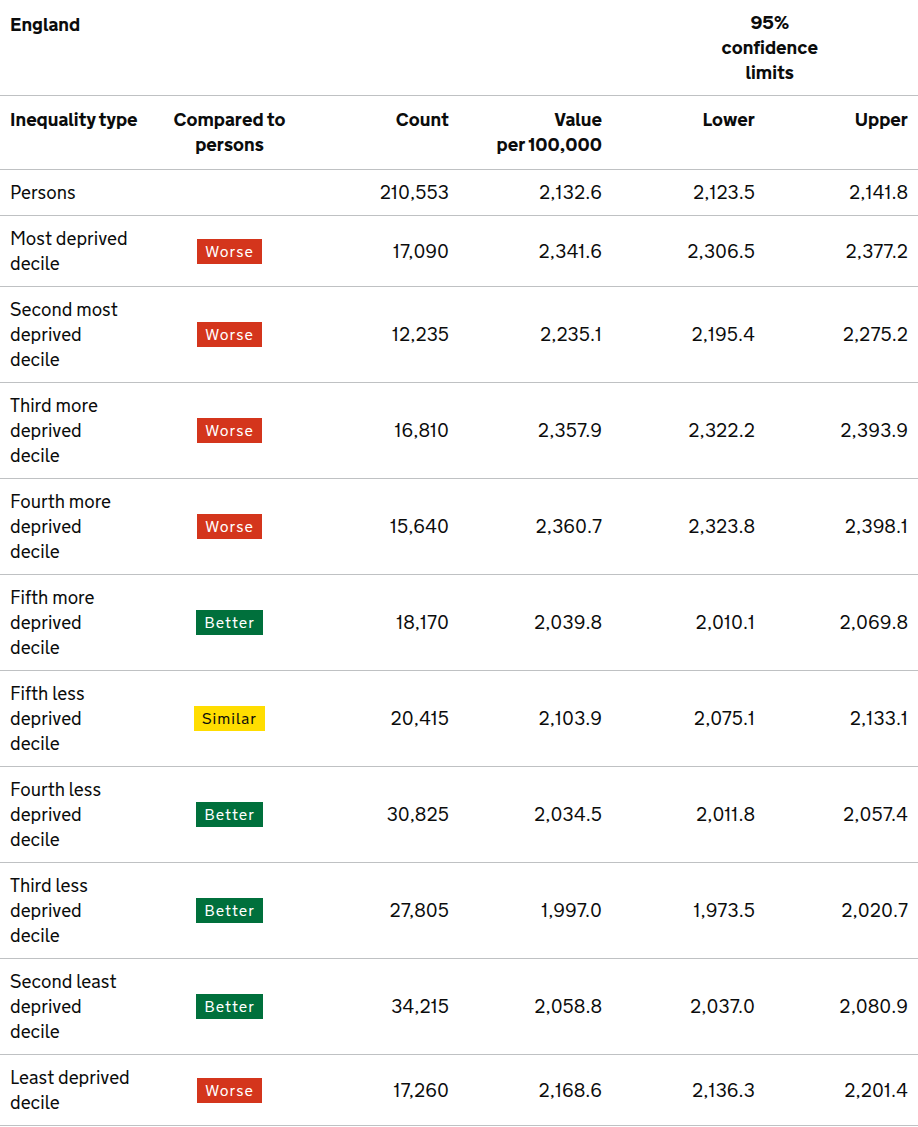 England
95%
confidence
limits
Inequality type Compared to persons Count Value per 100,000 Lower Upper
Persons 210,553 2,132.6 2,123.5 2,141.8
Most deprived decile Worse 17,090 2,341.6 2,306.5 2,377.2
Second most deprived decile Worse 12,235 2,235.1 2,195.4 2,275.2
Third more deprived decile Worse 16,810 2,357.9 2,322.2 2,393.9
Fourth more deprived decile Worse 15,640 2,360.7 2,323.8 2,398.1
Fifth more deprived decile Better 18,170 2,039.8 2,010.1 2,069.8
Fifth less deprived decile Similar 20,415 2,103.9 2,075.1 2,133.1
Fourth less deprived decile Better 30,825 2,034.5 2,011.8 2,057.4
Third less deprived decile Better 27,805 1,997.0 1,973.5 2,020.7
Second least deprived decile Better 34,215 2,058.8 2,037.0 2,080.9
Least deprived decile Worse 17,260 2,168.6 2,136.3 2,201.4